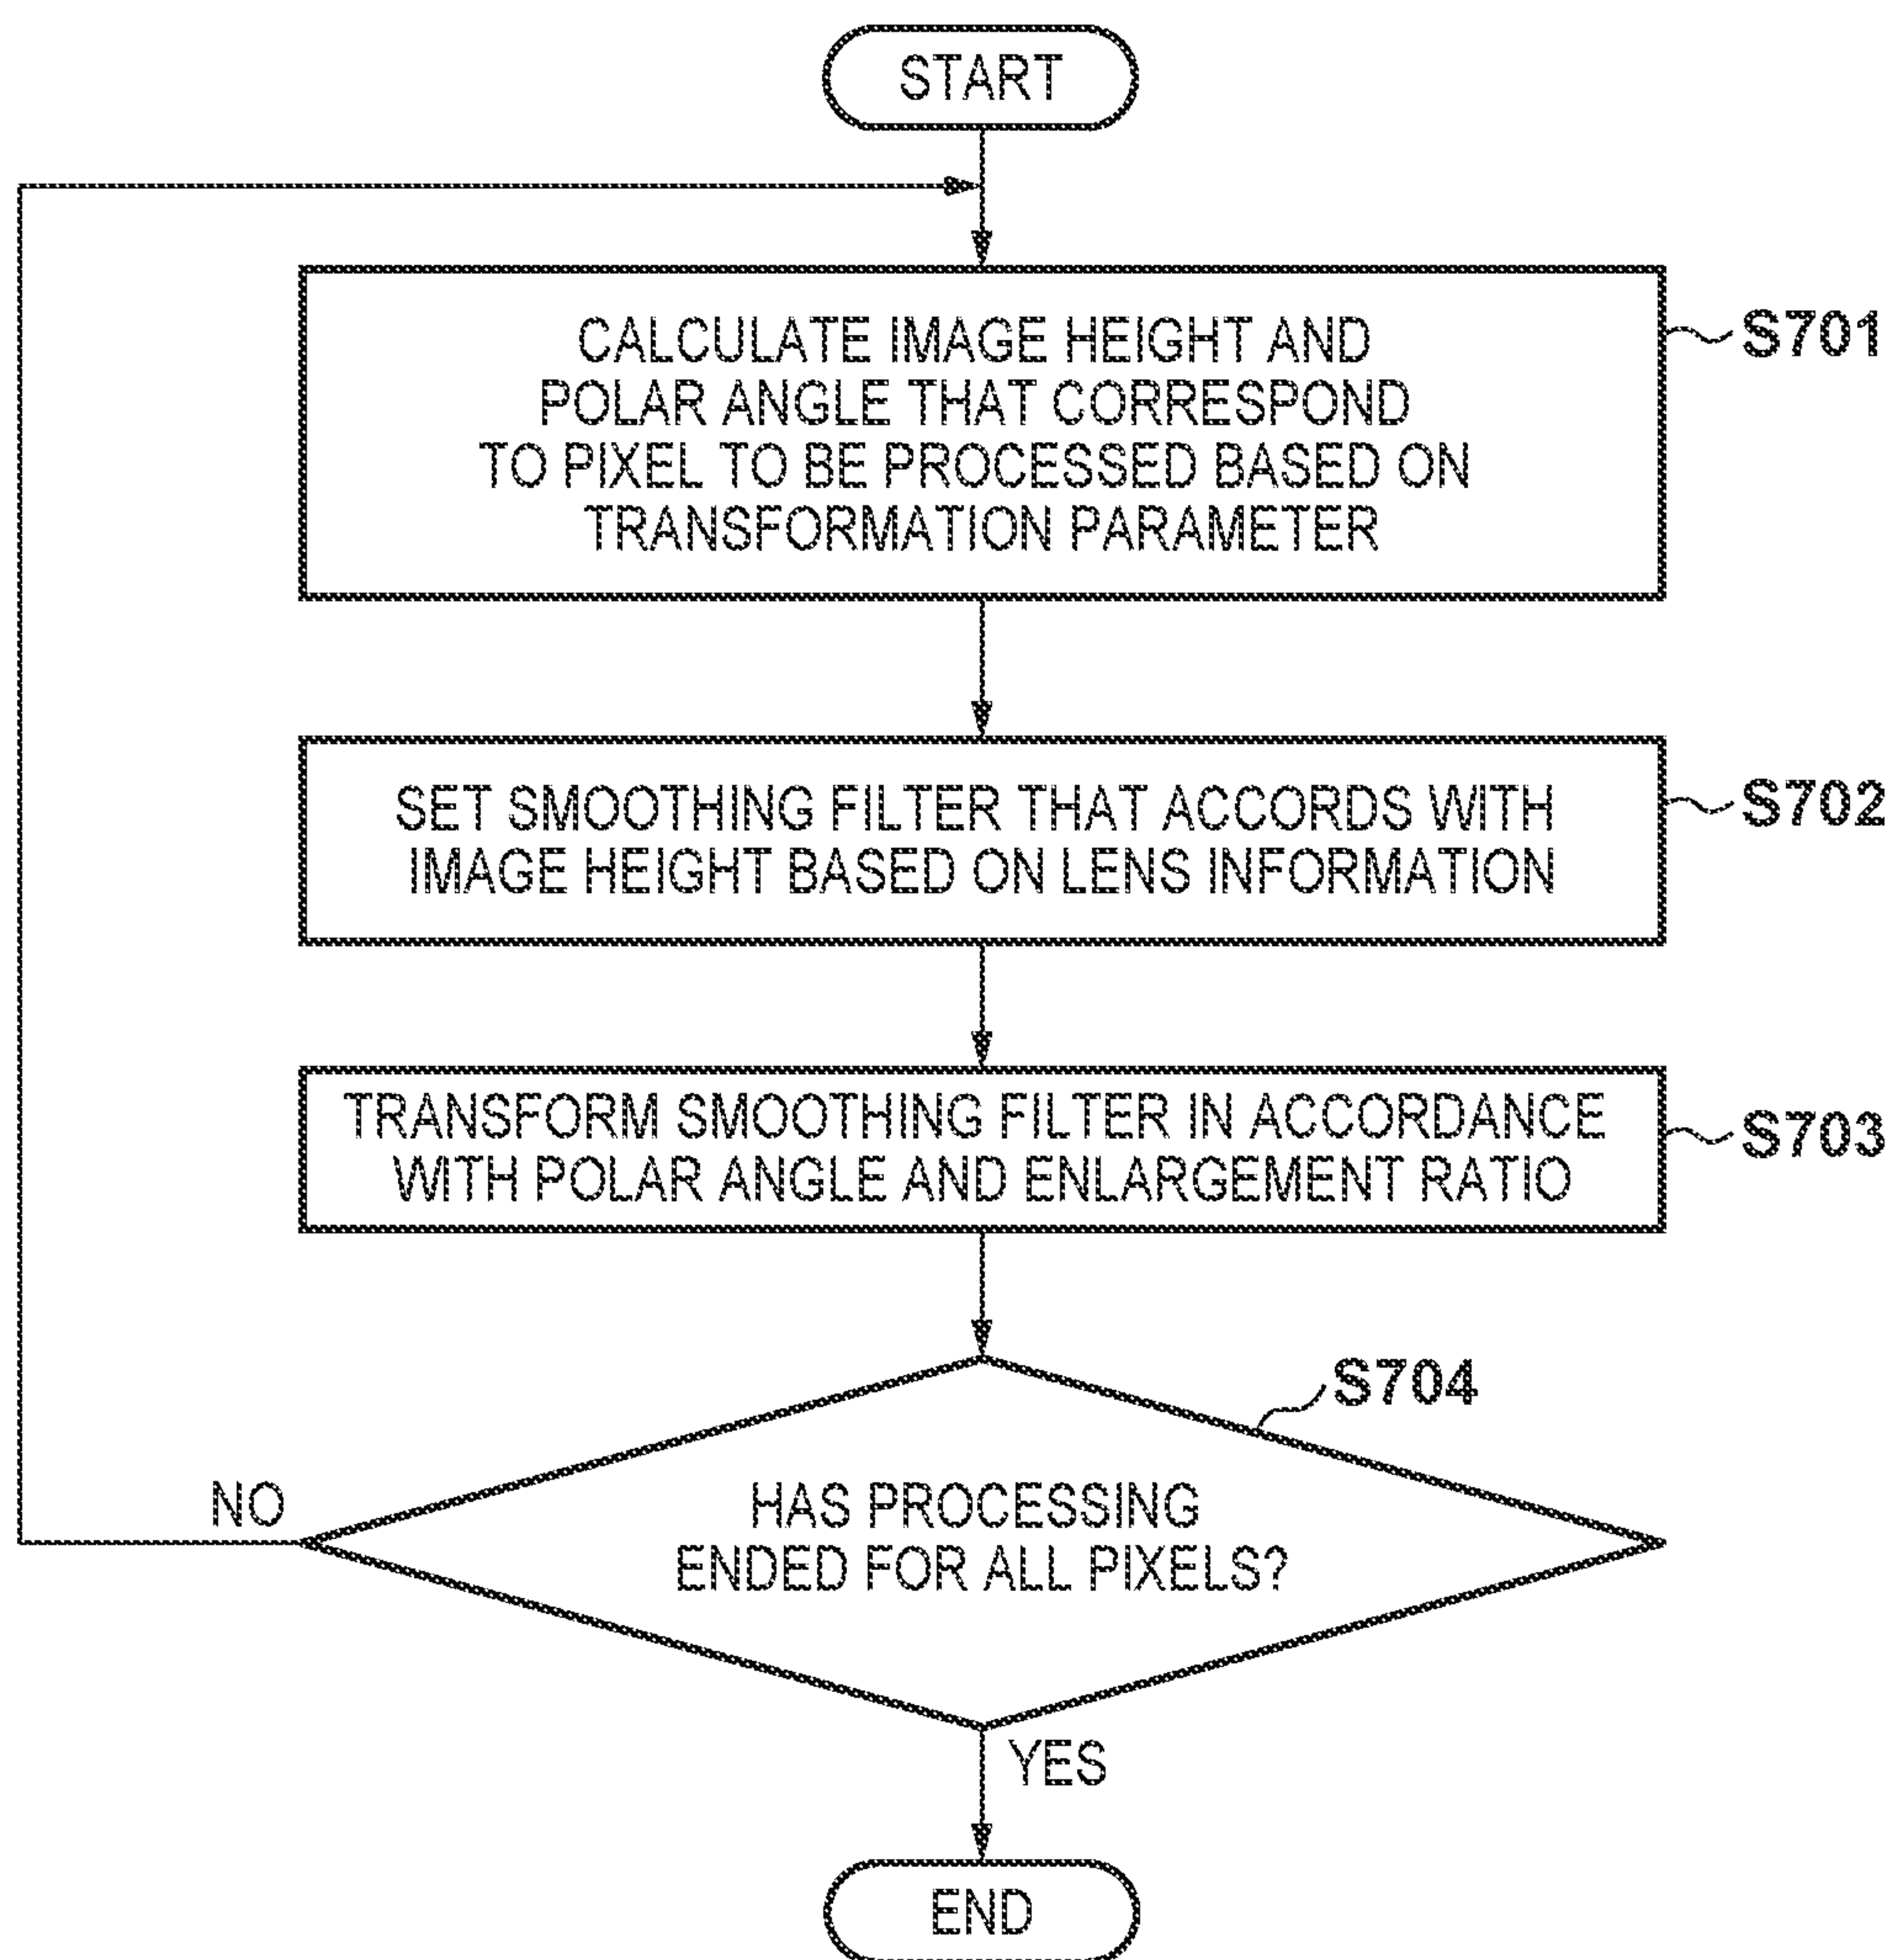 START
CALCULATE IMAGE HEIGHT AND
POLAR ANGLE THAT CORRESPOND
TO PIXEL TO BE PROCESSED BASED ON
TRANSFORMATION PARAMETER
S701
SET SMOOTHING FILTER THAT ACCORDS WITH
IMAGE HEIGHT BASED ON LENS INFORMATION
S702
TRANSFORM SMOOTHING FILTER IN ACCORDANCE
WITH POLAR ANGLE AND ENLARGEMENT RATIO
S703
S704
HAS PROCESSING
ENDED FOR ALL PIXELS?
NO
YES
END